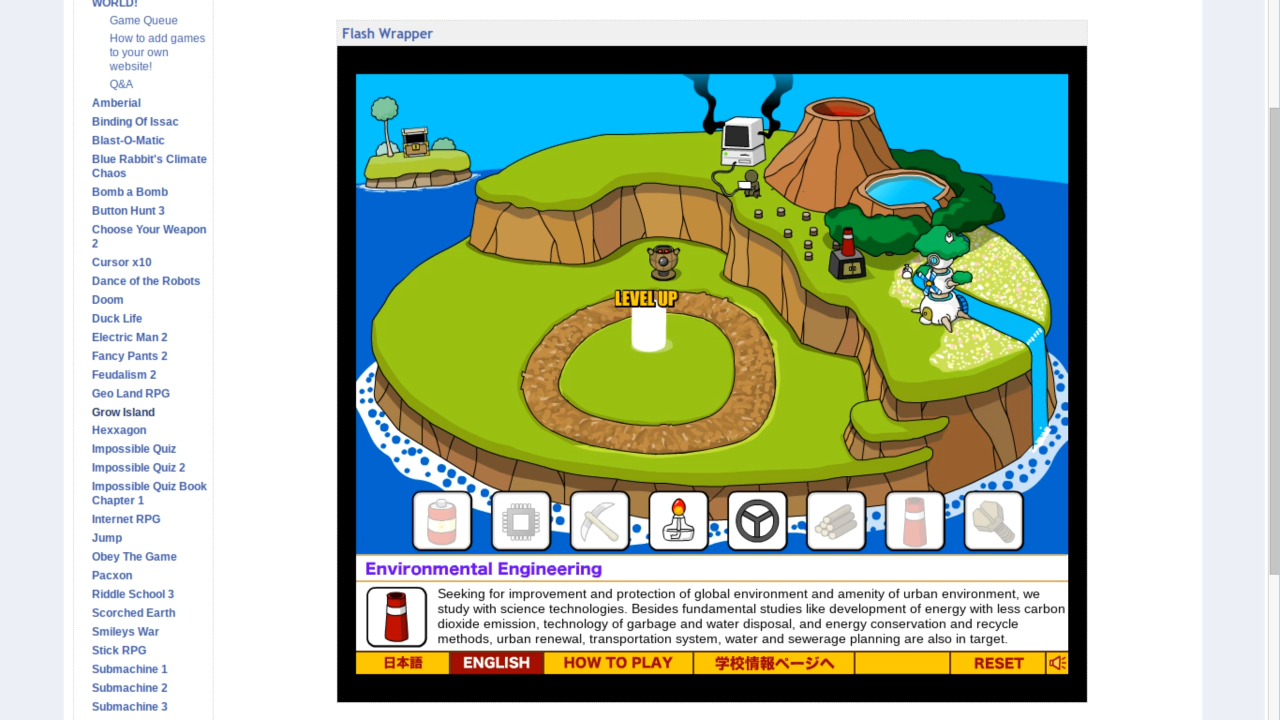 WORLD!
Game Queue
How to add games
to your own
website!
Q&A
Amberial
Binding Of Issac
Blast-O-Matic
Blue Rabbit's Climate
Chaos
Bomb a Bomb
Button Hunt 3
Choose Your Weapon
2
Cursor x10
Dance of the Robots
Doom
Duck Life
Electric Man 2
Fancy Pants 2
Feudalism 2
Geo Land RPG
Grow Island
Hexxagon
Impossible Quiz
Impossible Quiz 2
Impossible Quiz Book
Chapter 1
Internet RPG
Jump
Obey The Game
Pacxon
Riddle School 3
Scorched Earth
Smileys War
Stick RPG
Submachine 1
Submachine 2
Submachine 3
Flash Wrapper
LEVEL UP
Environmental Engineering
Seeking for improvement and protection of global environment and amenity of urban environment, we
study with science technologies. Besides fundamental studies like development of energy with less carbon
dioxide emission, technology of garbage and water disposal, and energy conservation and recycle
methods, urban renewal, transportation system, water and sewerage planning are also in target.
日本語 ENGLISH HOW TO PLAY 学校情報ページへ RESET